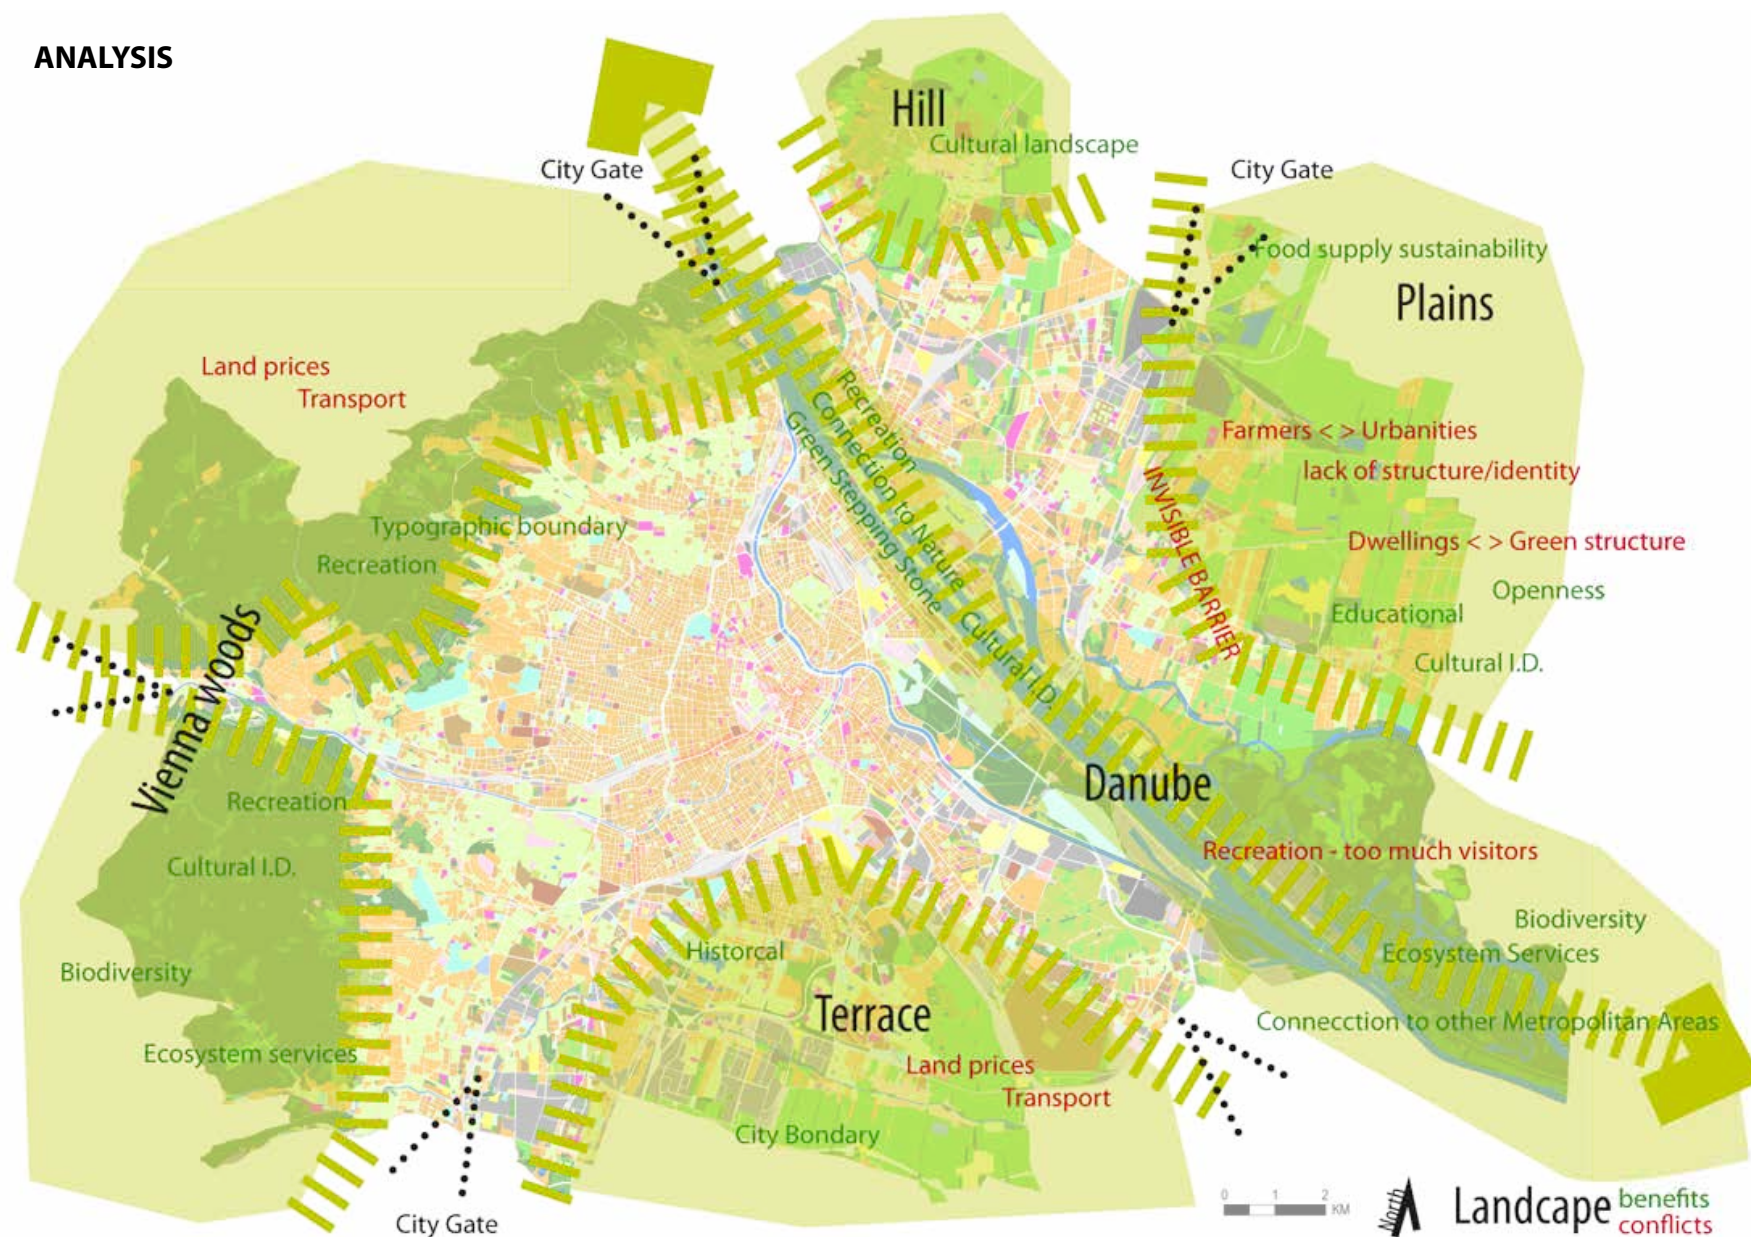 ANALYSIS
Hill
Cultural landscape
City Gate
City Gate
Food supply sustainability
Plains
Land prices
Transport
Recreation
Connection to Nature
Green Stepping Stone
Cultural I.D.
Farmers < > Urbanities
lack of structure/identity
INVISIBLE BARRIER
Dwellings < > Green structure
Openness
Educational
Cultural I.D.
Typographic boundary
Recreation
Vienna woods
Recreation
Cultural I.D.
Biodiversity
Ecosystem services
Danube
Recreation - too much visitors
Biodiversity
Ecosystem Services
Connecction to other Metropolitan Areas
Historcal
Terrace
Land prices
Transport
City Bondary
City Gate
0 1 2
KM
North
Landcape
benefits
conflicts